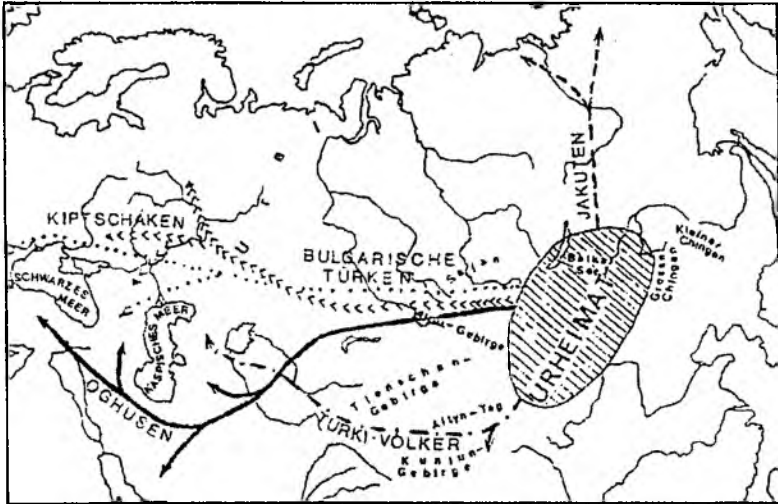 JAKUTEN
Kleiner
Chingan
Grosser
Chingan
KIPTSCHAKEN
BULGARISCHE
TÜRKEN
Sajan
Baikal
See
SCHWARZES
MEER
KASPISCHES MEER
URHEIMAT
Gebirge
Tienschan-
Gebirge
OGHUSEN
TÜRKI-VÖLKER
Altyn-Tag
Kunlun-
Gebirge